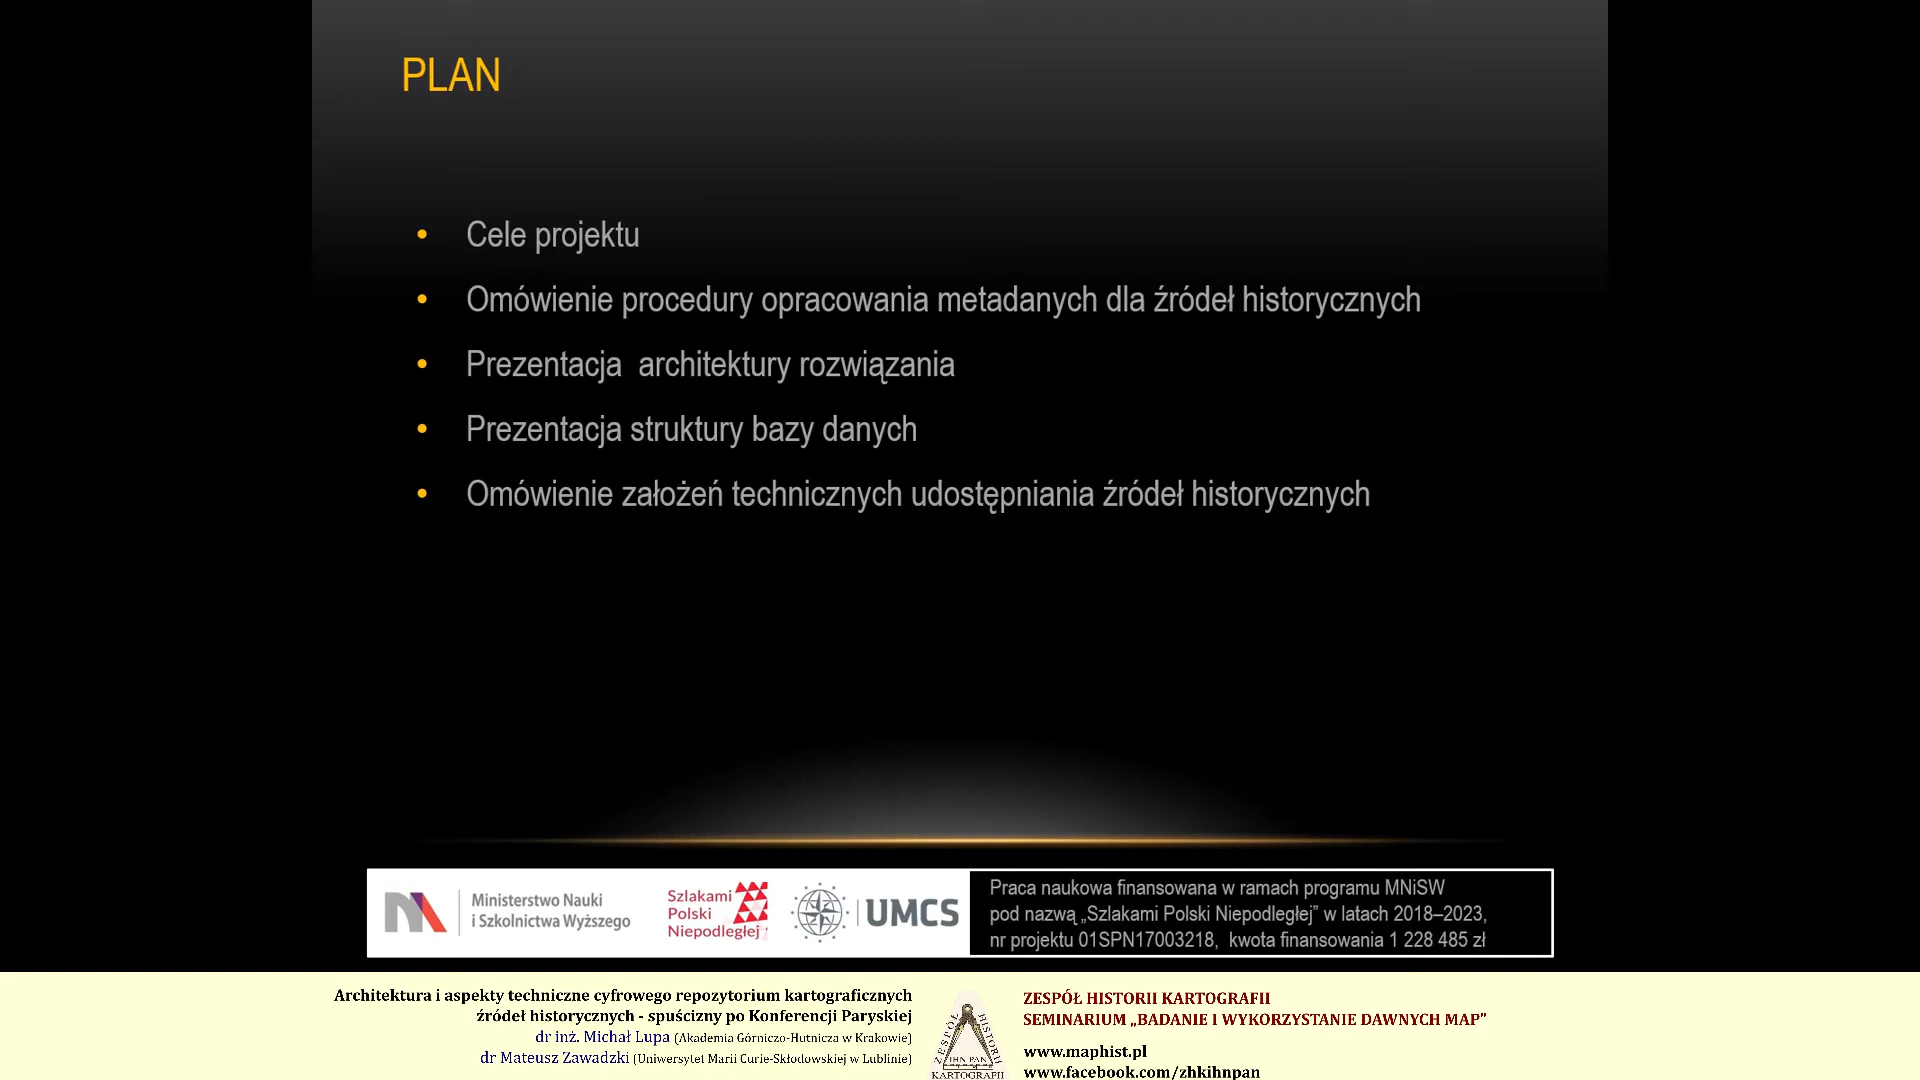 PLAN
• Cele projektu
• Omówienie procedury opracowania metadanych dla źródeł historycznych
• Prezentacja  architektury rozwiązania
• Prezentacja struktury bazy danych
• Omówienie założeń technicznych udostępniania źródeł historycznych
Ministerstwo Nauki
i Szkolnictwa Wyższego
Szlakami
Polski
Niepodległej
UMCS
Praca naukowa finansowana w ramach programu MNiSW
pod nazwą „Szlakami Polski Niepodległej” w latach 2018–2023,
nr projektu 01SPN17003218,  kwota finansowania 1 228 485 zł
Architektura i aspekty techniczne cyfrowego repozytorium kartograficznych
źródeł historycznych - spuścizny po Konferencji Paryskiej
dr inż. Michał Lupa (Akademia Górniczo-Hutnicza w Krakowie)
dr Mateusz Zawadzki (Uniwersytet Marii Curie-Skłodowskiej w Lublinie)
ZESPÓŁ HISTORII
IHN PAN
KARTOGRAFII
ZESPÓŁ HISTORII KARTOGRAFII
SEMINARIUM „BADANIE I WYKORZYSTANIE DAWNYCH MAP”
www.maphist.pl
www.facebook.com/zhkihnpan